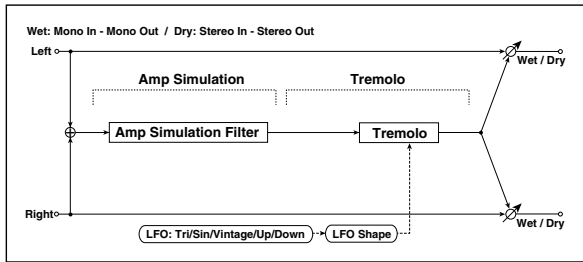 Wet: Mono In - Mono Out / Dry: Stereo In - Stereo Out
Left
Wet / Dry
Amp Simulation
Tremolo
Amp Simulation Filter
Tremolo
Right
Wet / Dry
LFO: Tri/Sin/Vintage/Up/Down
LFO Shape